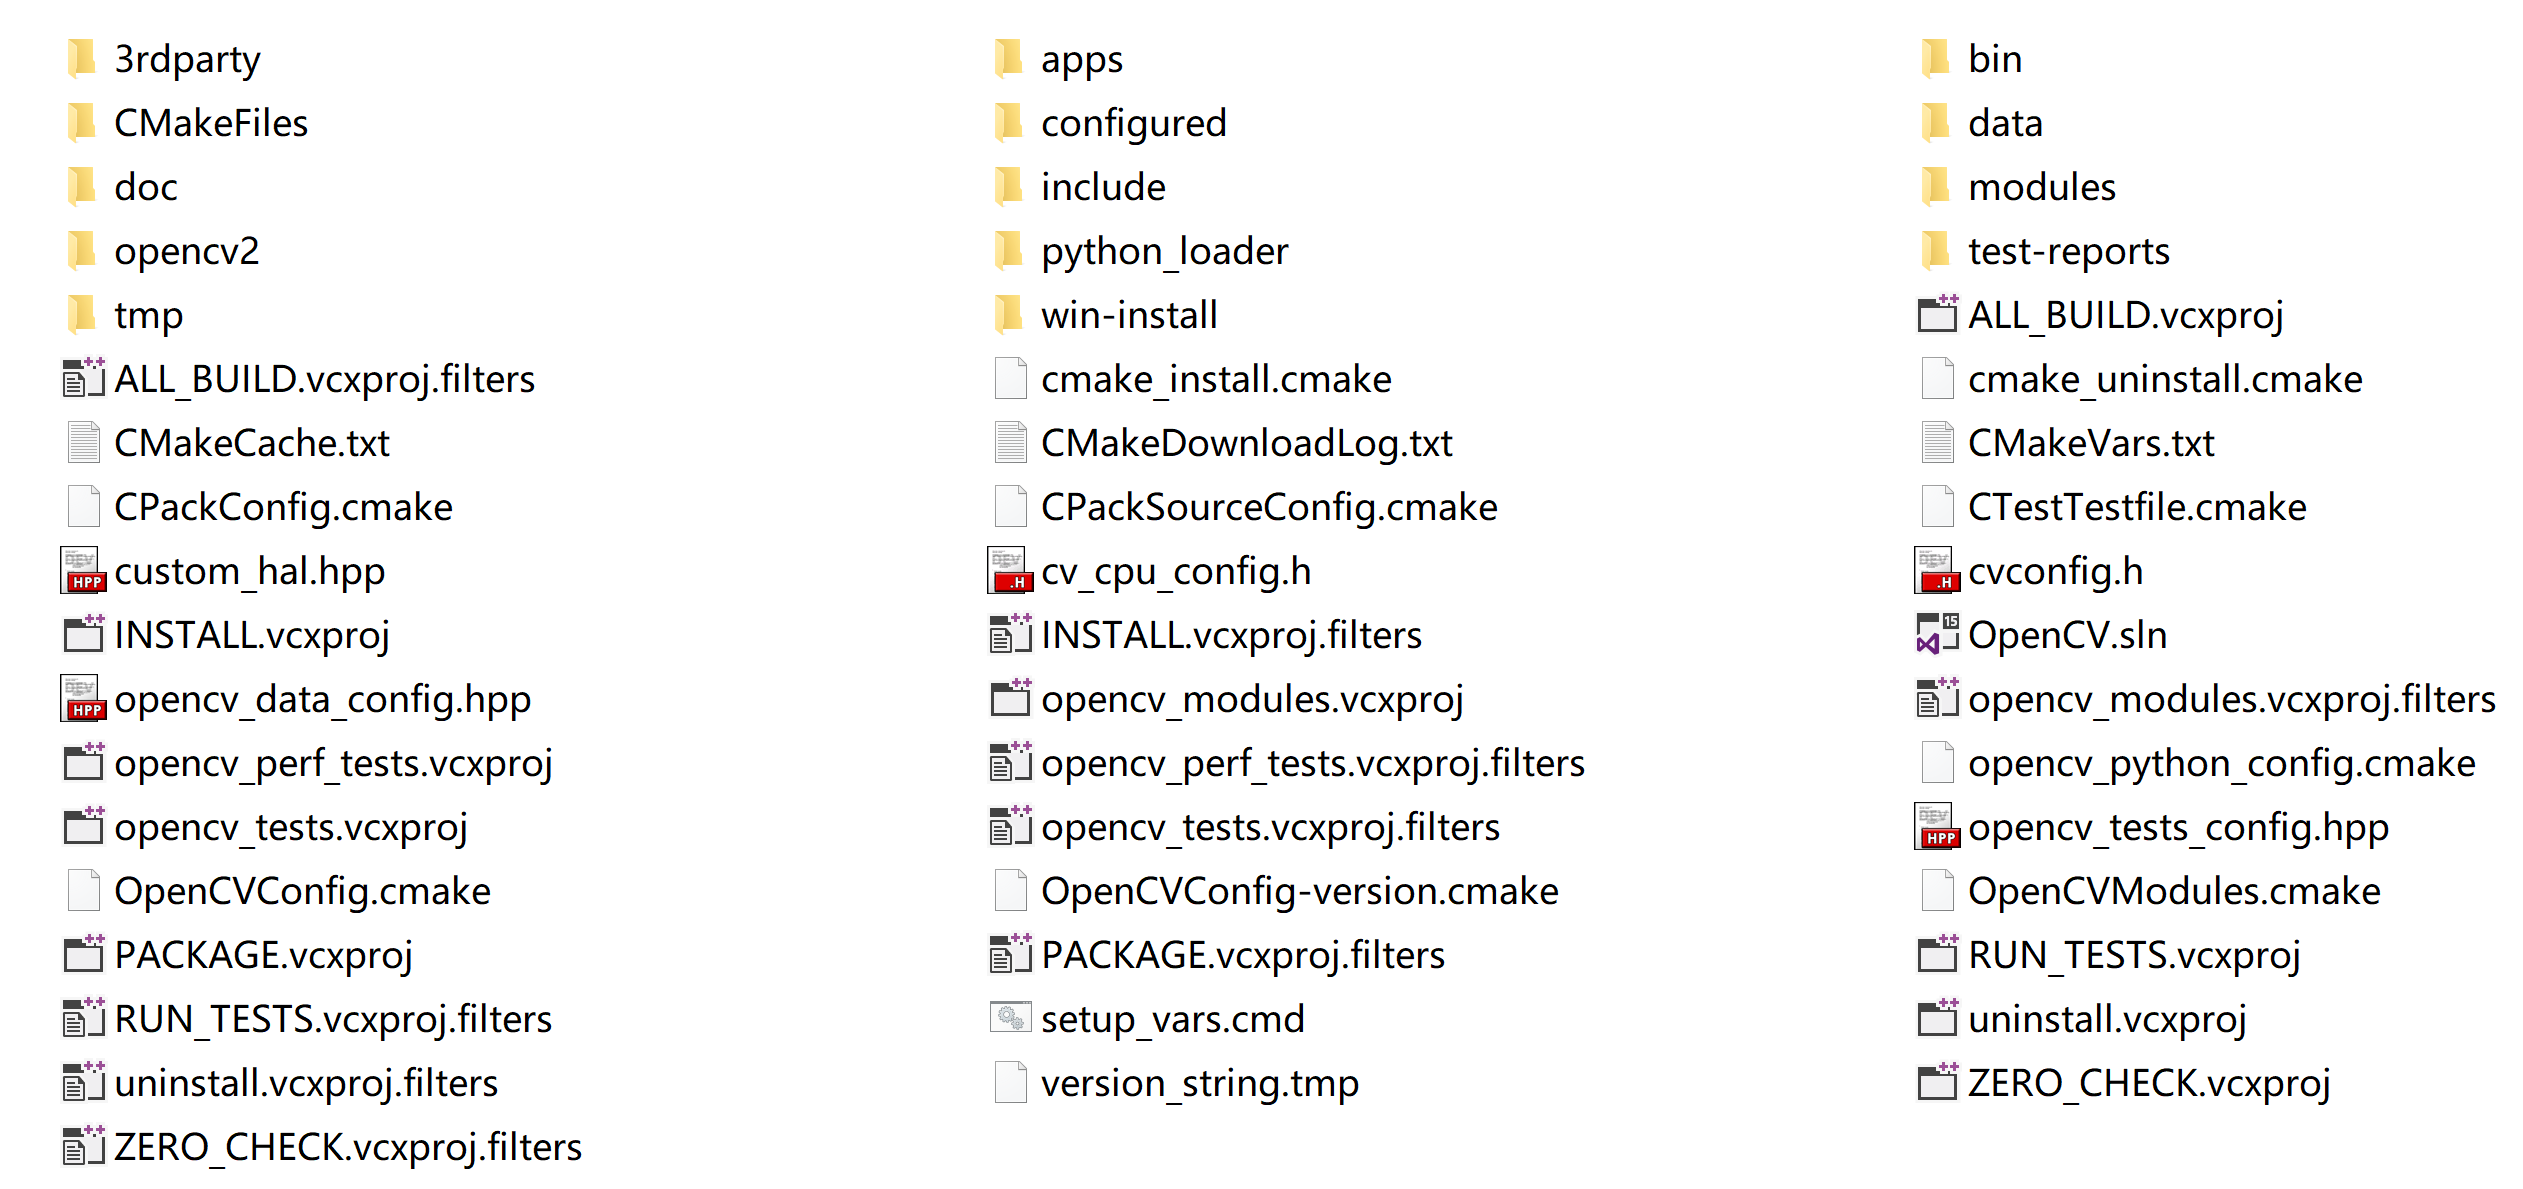 3rdparty apps bin
CMakeFiles configured data
doc include modules
opencv2 python_loader test-reports
tmp win-install ALL_BUILD.vcxproj
ALL_BUILD.vcxproj.filters cmake_install.cmake cmake_uninstall.cmake
CMakeCache.txt CMakeDownloadLog.txt CMakeVars.txt
CPackConfig.cmake CPackSourceConfig.cmake CTestTestfile.cmake
HPP custom_hal.hpp .H cv_cpu_config.h .H cvconfig.h
INSTALL.vcxproj INSTALL.vcxproj.filters 15 OpenCV.sln
HPP opencv_data_config.hpp opencv_modules.vcxproj opencv_modules.vcxproj.filters
opencv_perf_tests.vcxproj opencv_perf_tests.vcxproj.filters opencv_python_config.cmake
opencv_tests.vcxproj opencv_tests.vcxproj.filters HPP opencv_tests_config.hpp
OpenCVConfig.cmake OpenCVConfig-version.cmake OpenCVModules.cmake
PACKAGE.vcxproj PACKAGE.vcxproj.filters RUN_TESTS.vcxproj
RUN_TESTS.vcxproj.filters setup_vars.cmd uninstall.vcxproj
uninstall.vcxproj.filters version_string.tmp ZERO_CHECK.vcxproj
ZERO_CHECK.vcxproj.filters